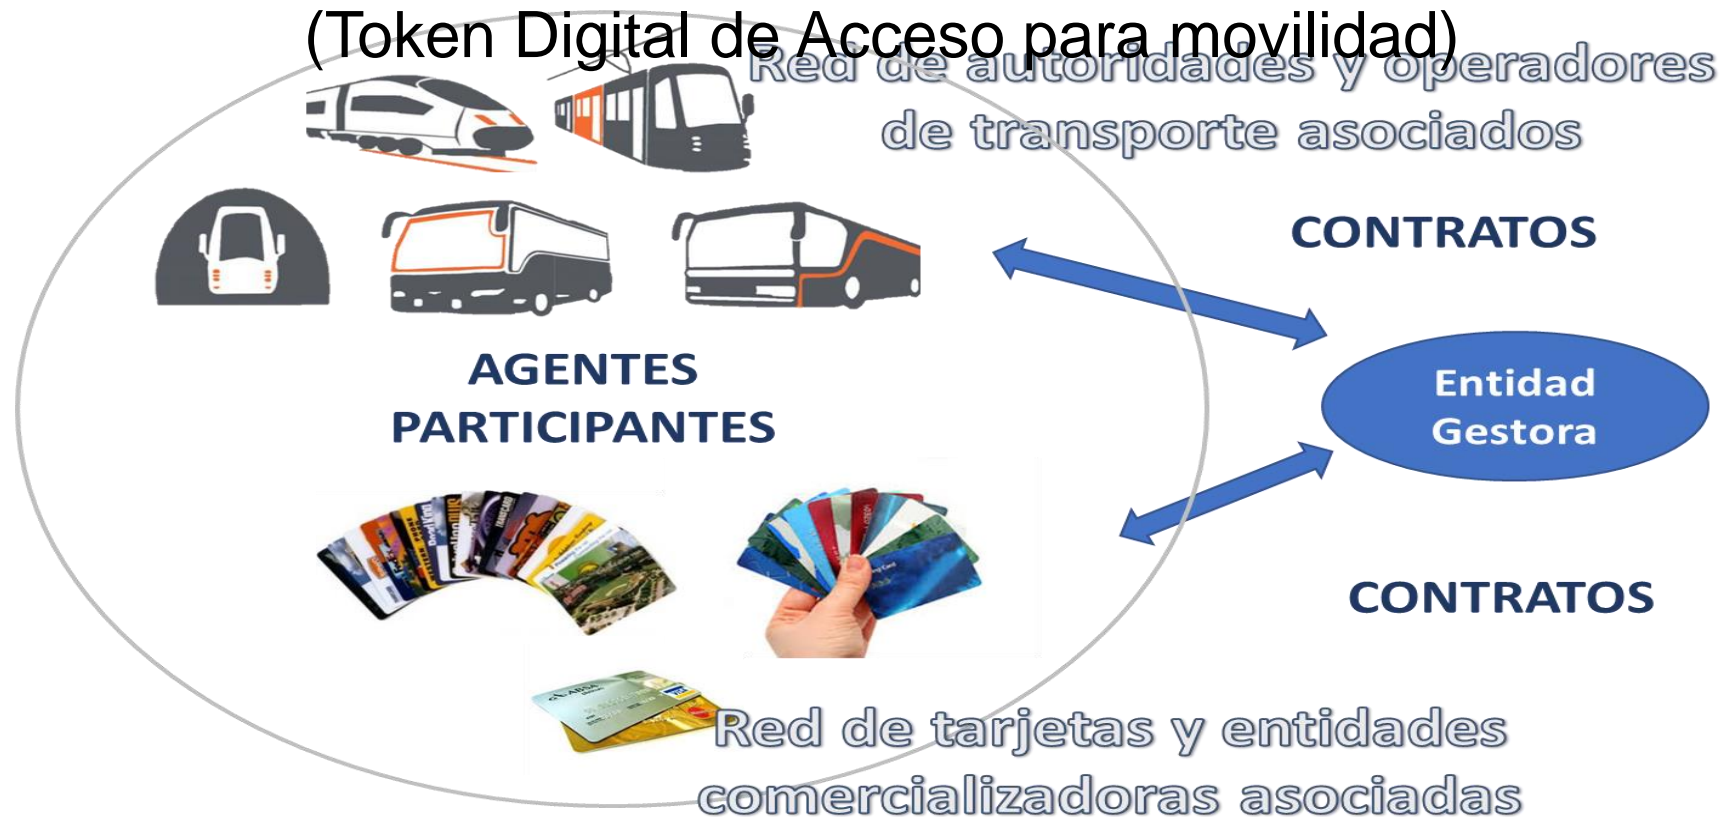 (Token Digital de Acceso para movilidad)
Red de autoridades y operadores
de transporte asociados
CONTRATOS
AGENTES
PARTICIPANTES
Entidad
Gestora
CONTRATOS
Red de tarjetas y entidades
comercializadoras asociadas